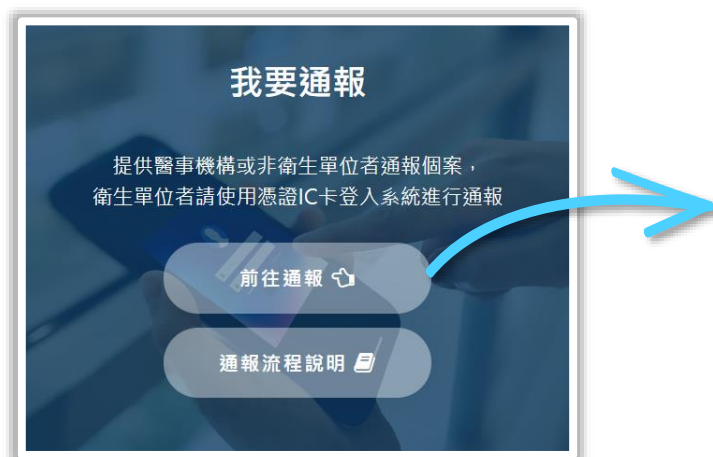 我要通報
提供醫事機構或非衛生單位者通報個案，
衛生單位者請使用憑證IC卡登入系統進行通報
前往通報
通報流程說明